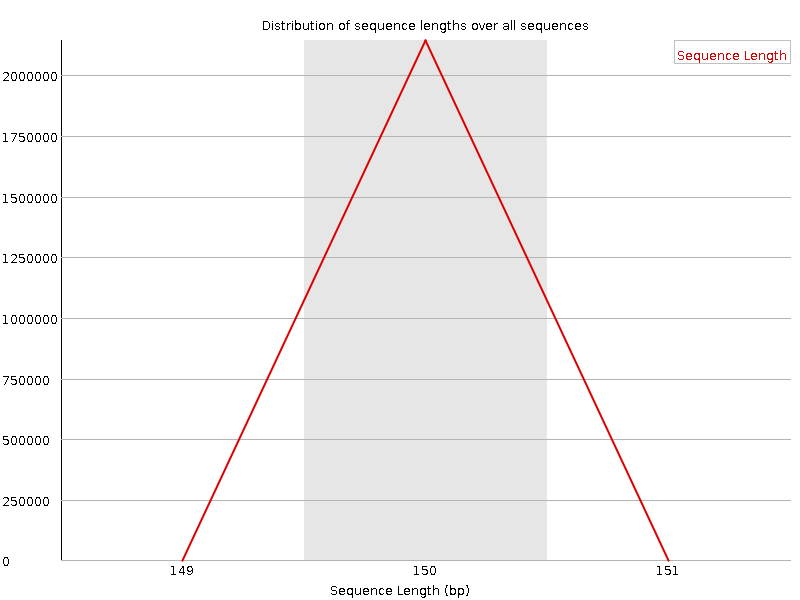 Distribution of sequence lengths over all sequences
Sequence Length
2000000
1750000
1500000
1250000
1000000
750000
500000
250000
0
149 150 151
Sequence Length (bp)